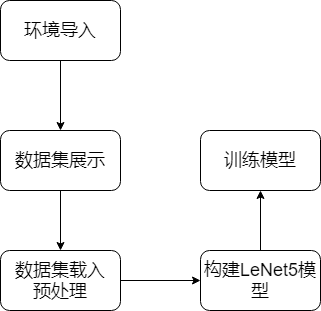 环境导入
数据集展示
训练模型
数据集载入
预处理
构建LeNet5模
型